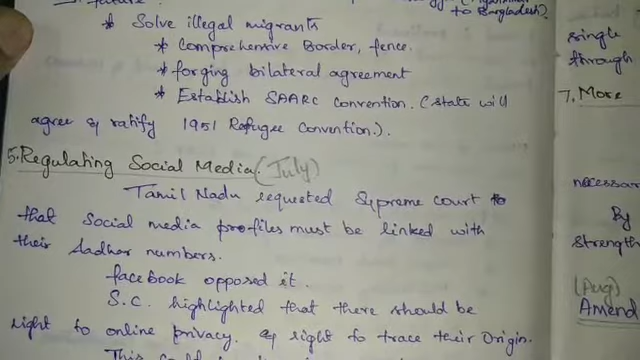 to Bangladesh).
* Solve illegal migrants
* Comprehensive Border, fence.
* forging bilateral agreement
* Establish SAARC Convention. (state will
agree & ratify 1951 Refugee Convention.).
5. Regulating Social Media. (July)
Tamil Nadu requested Supreme court to
that Social media profiles must be linked with
their Aadhar numbers.
facebook opposed it.
S.C. highlighted that there should be
right to online privacy. & right to trace their Origin.
This could
single
through
7. More
necessar
By
strength
(Aug)
Amend